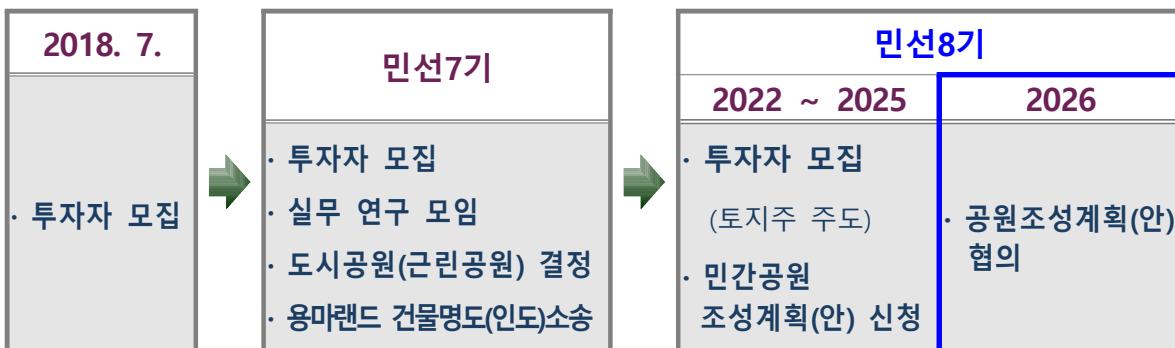 2018. 7.
· 투자자 모집
민선7기
· 투자자 모집
· 실무 연구 모임
· 도시공원(근린공원) 결정
· 용마랜드 건물명도(인도)소송
민선8기
2022 ~ 2025
· 투자자 모집
(토지주 주도)
· 민간공원
조성계획(안) 신청
2026
· 공원조성계획(안)
협의